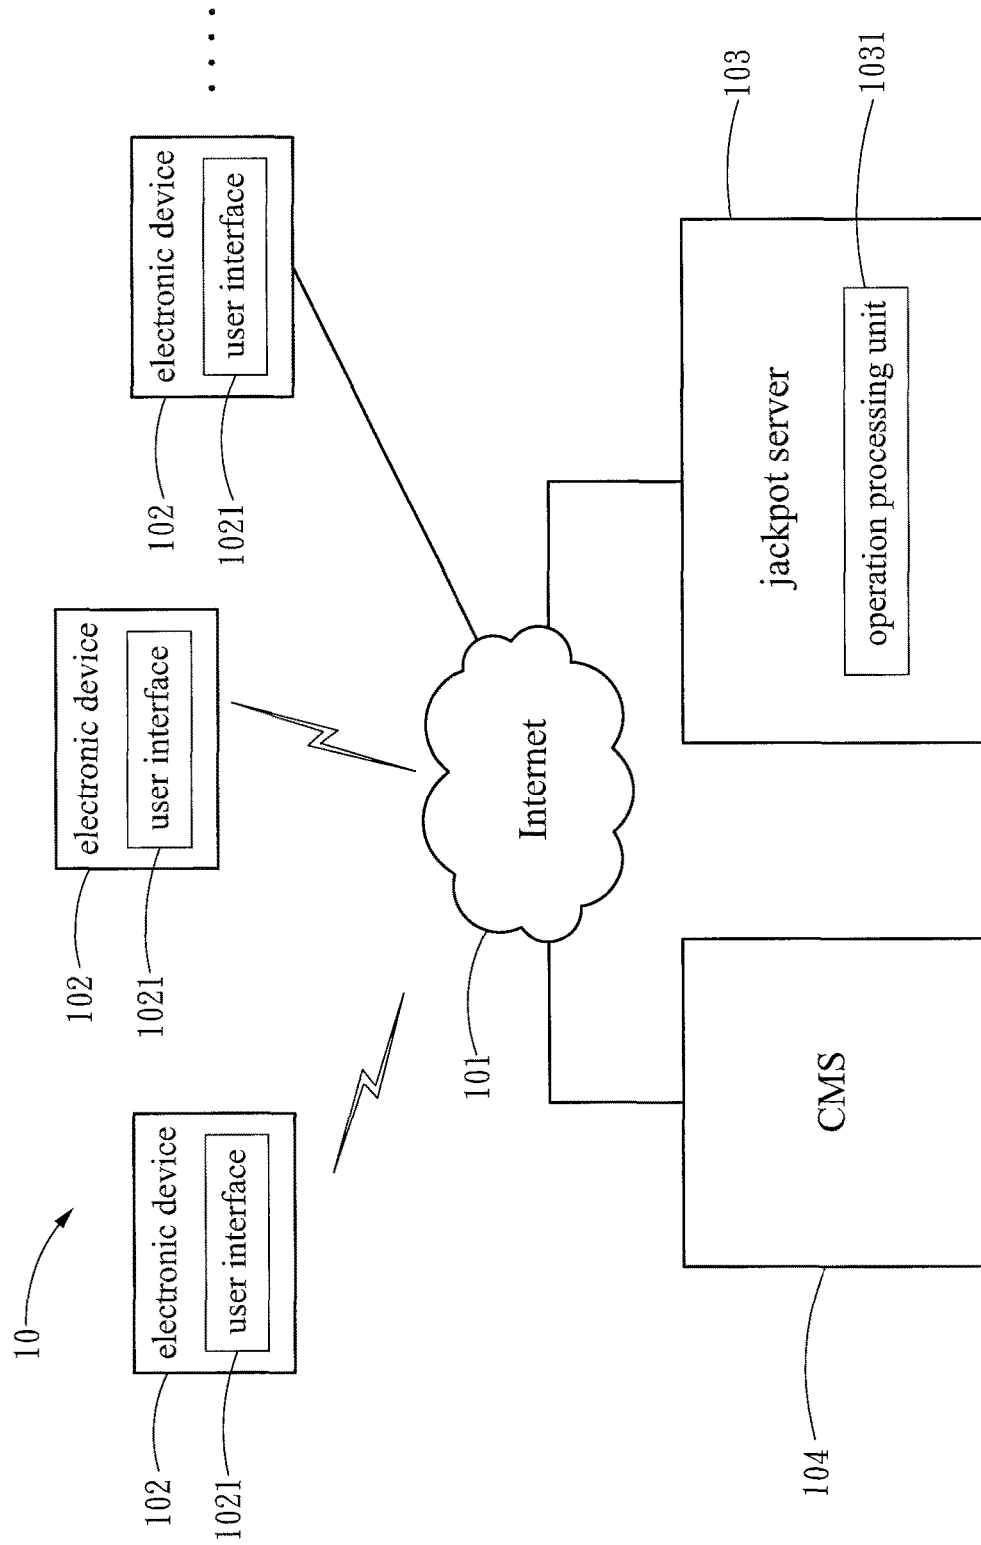 10
electronic device
user interface
102
1021
electronic device
user interface
102
1021
electronic device
user interface
102
1021
....
Internet
101
CMS
104
jackpot server
operation processing unit
103
1031